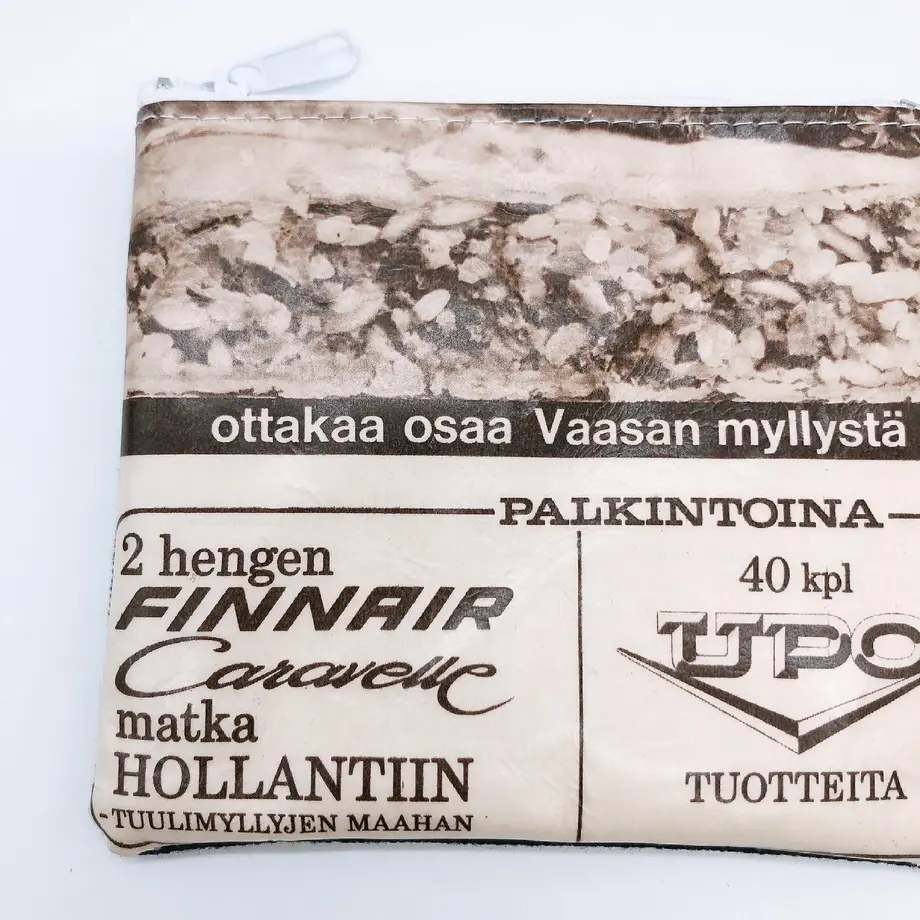 ottakaa osaa Vaasan myllystä
PALKINTOINA
2 hengen
FINNAIR
Caravelle
matka
HOLLANTIIN
-TUULIMYLLYJEN MAAHAN
40 kpl
UPO
TUOTTEITA